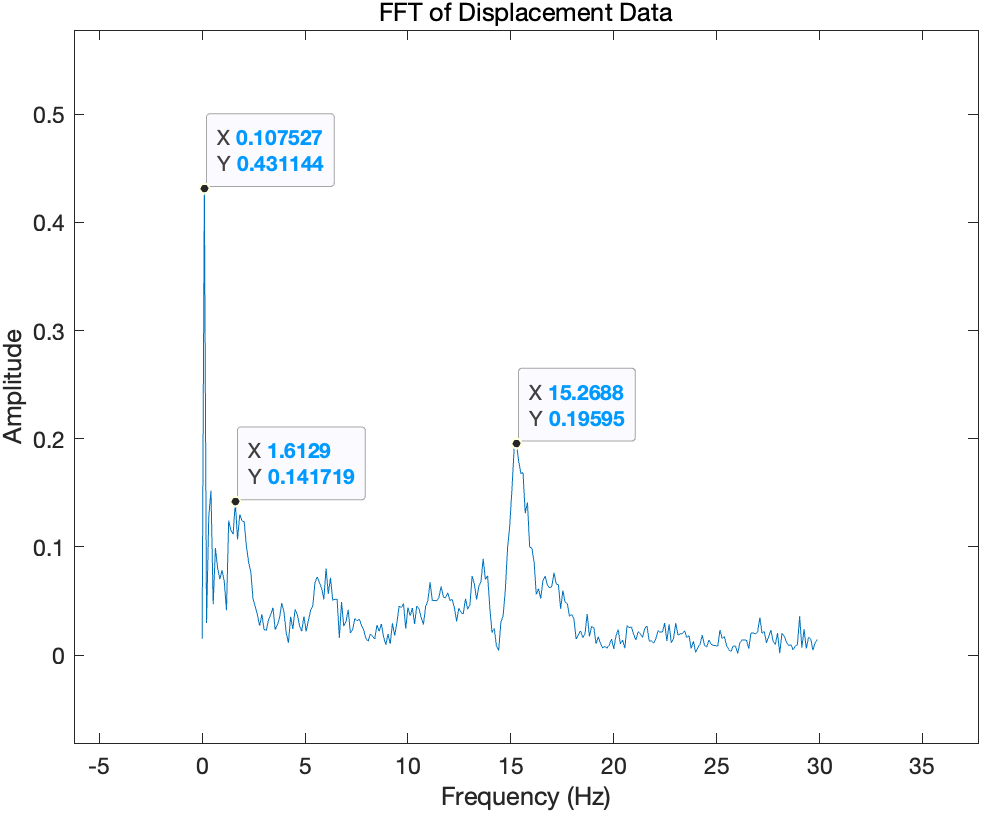 FFT of Displacement Data
0.5
0.4
0.3
0.2
0.1
0
Amplitude
X 0.107527
Y 0.431144
X 1.6129
Y 0.141719
X 15.2688
Y 0.19595
-5 0 5 10 15 20 25 30 35
Frequency (Hz)